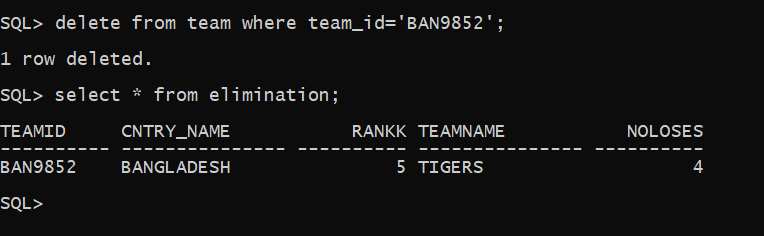 SQL> delete from team where team_id='BAN9852';
1 row deleted.
SQL> select * from elimination;
TEAMID     CNTRY_NAME           RANKK TEAMNAME           NOLOSES
---------- --------------- ---------- --------------- ----------
BAN9852    BANGLADESH               5 TIGERS                   4
SQL>